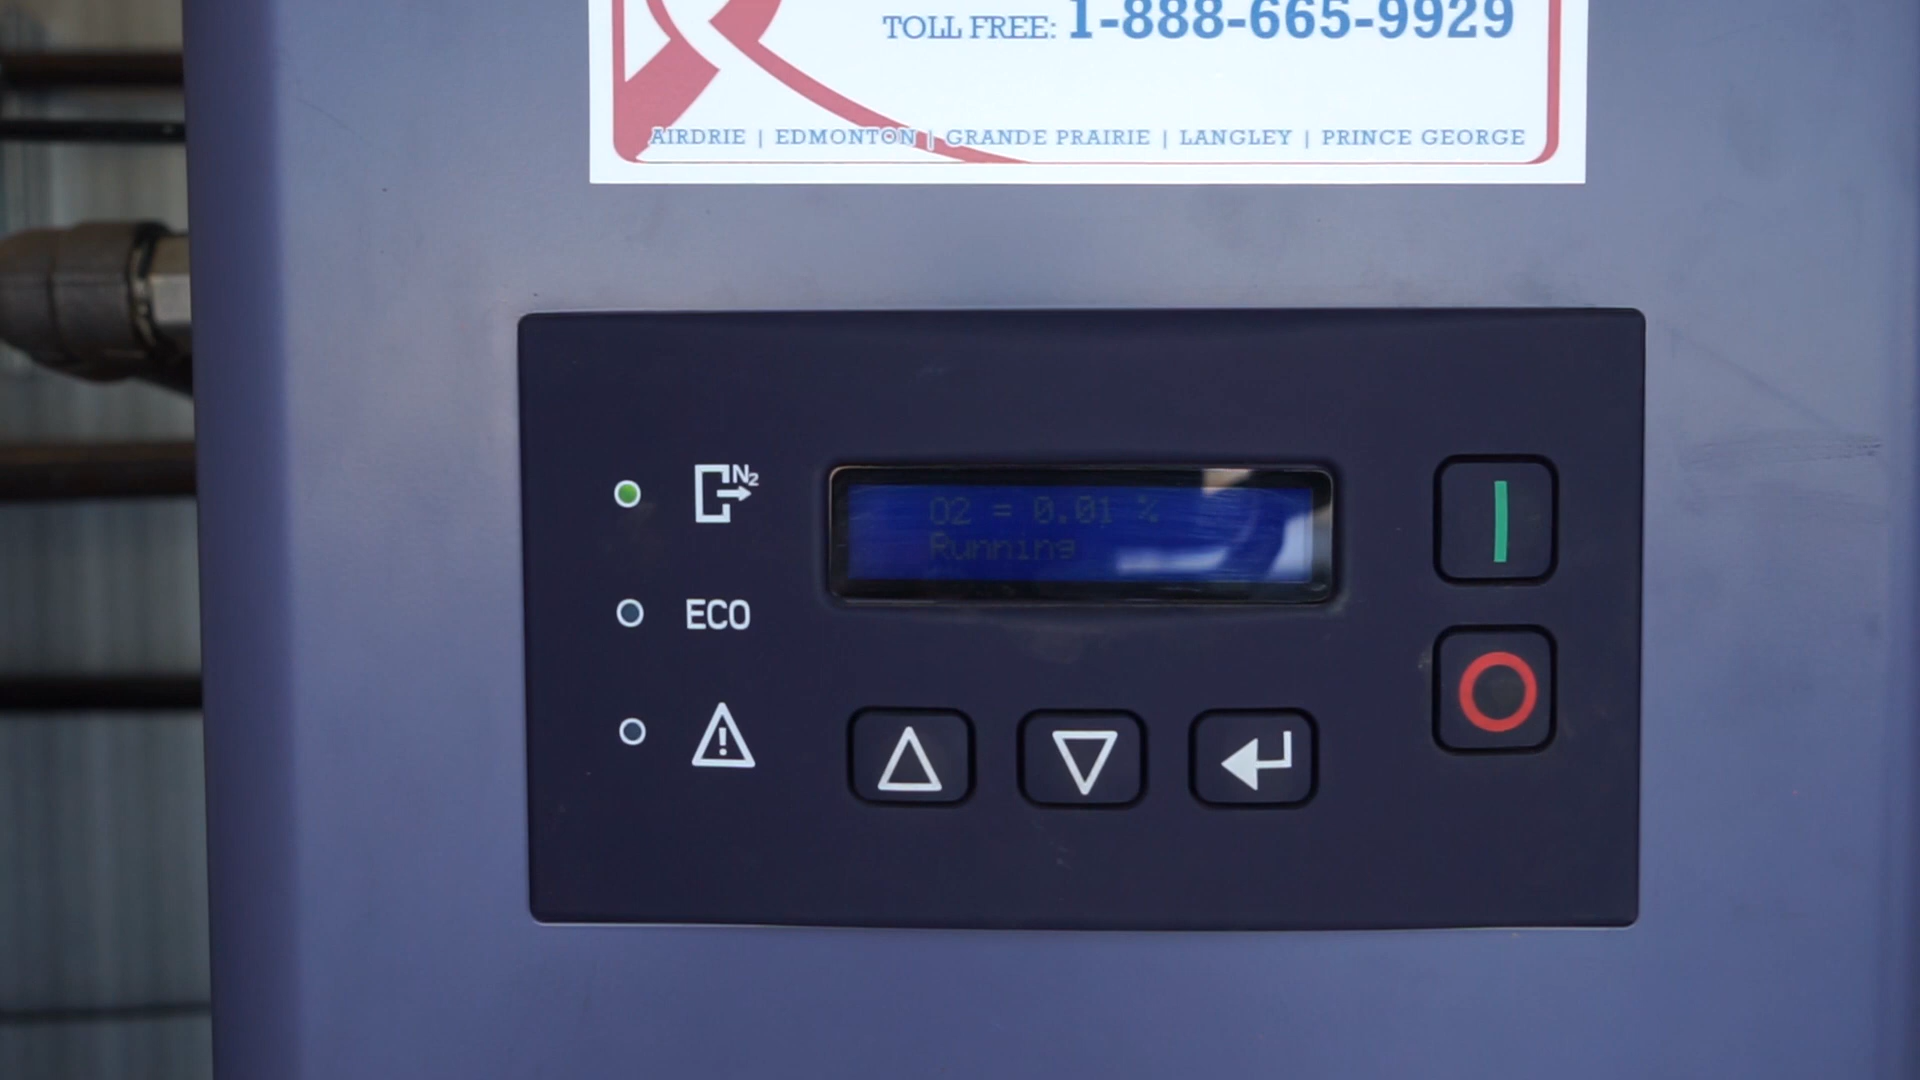 TOLL FREE: 1-888-665-9929
AIRDRIE | EDMONTON | GRANDE PRAIRIE | LANGLEY | PRINCE GEORGE
N2
O2 = 0.01 %
Running
ECO